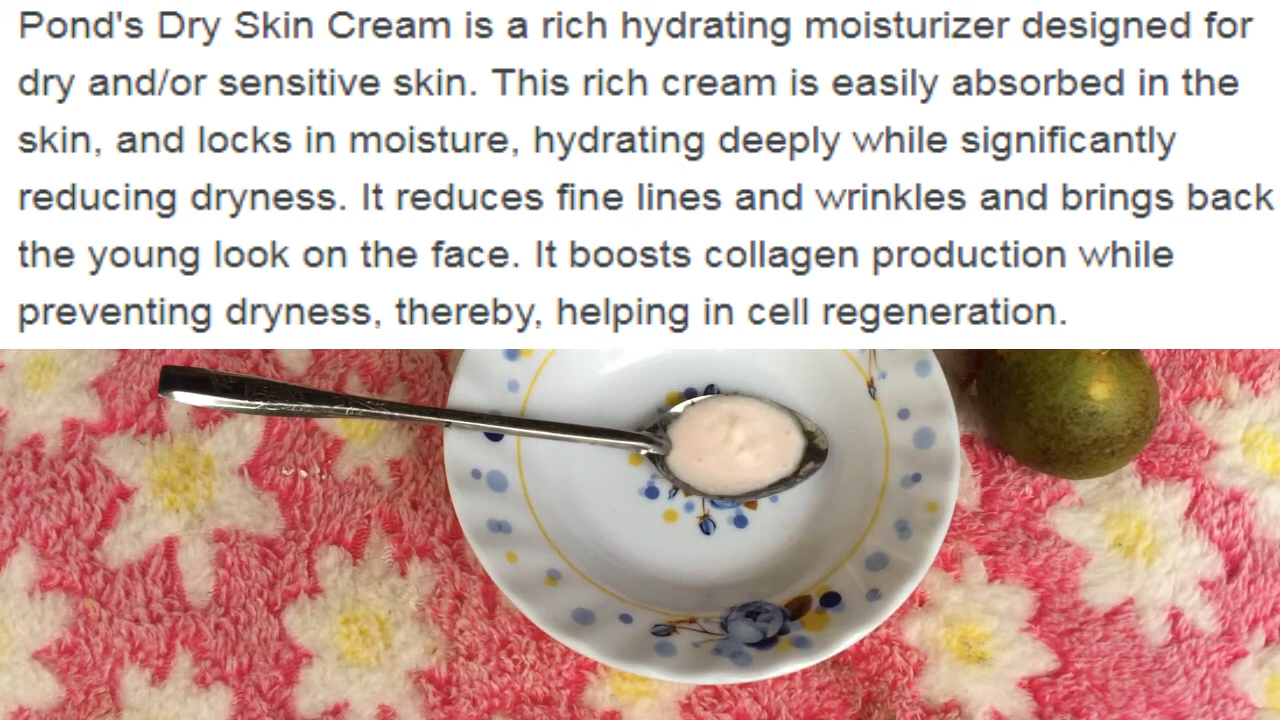 Pond's Dry Skin Cream is a rich hydrating moisturizer designed for
dry and/or sensitive skin. This rich cream is easily absorbed in the
skin, and locks in moisture, hydrating deeply while significantly
reducing dryness. It reduces fine lines and wrinkles and brings back
the young look on the face. It boosts collagen production while
preventing dryness, thereby, helping in cell regeneration.